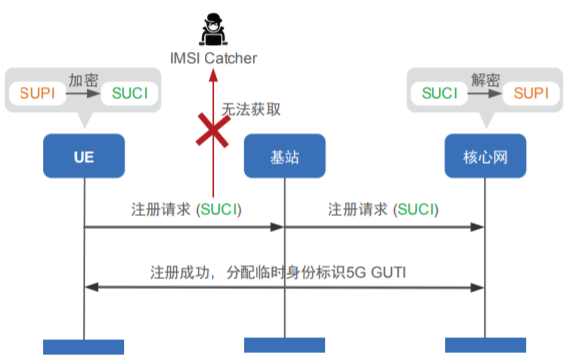 IMSI Catcher
加密
SUPI
SUCI
解密
SUCI
SUPI
无法获取
UE
基站
核心网
注册请求 (SUCI)
注册请求 (SUCI)
注册成功，分配临时身份标识5G GUTI